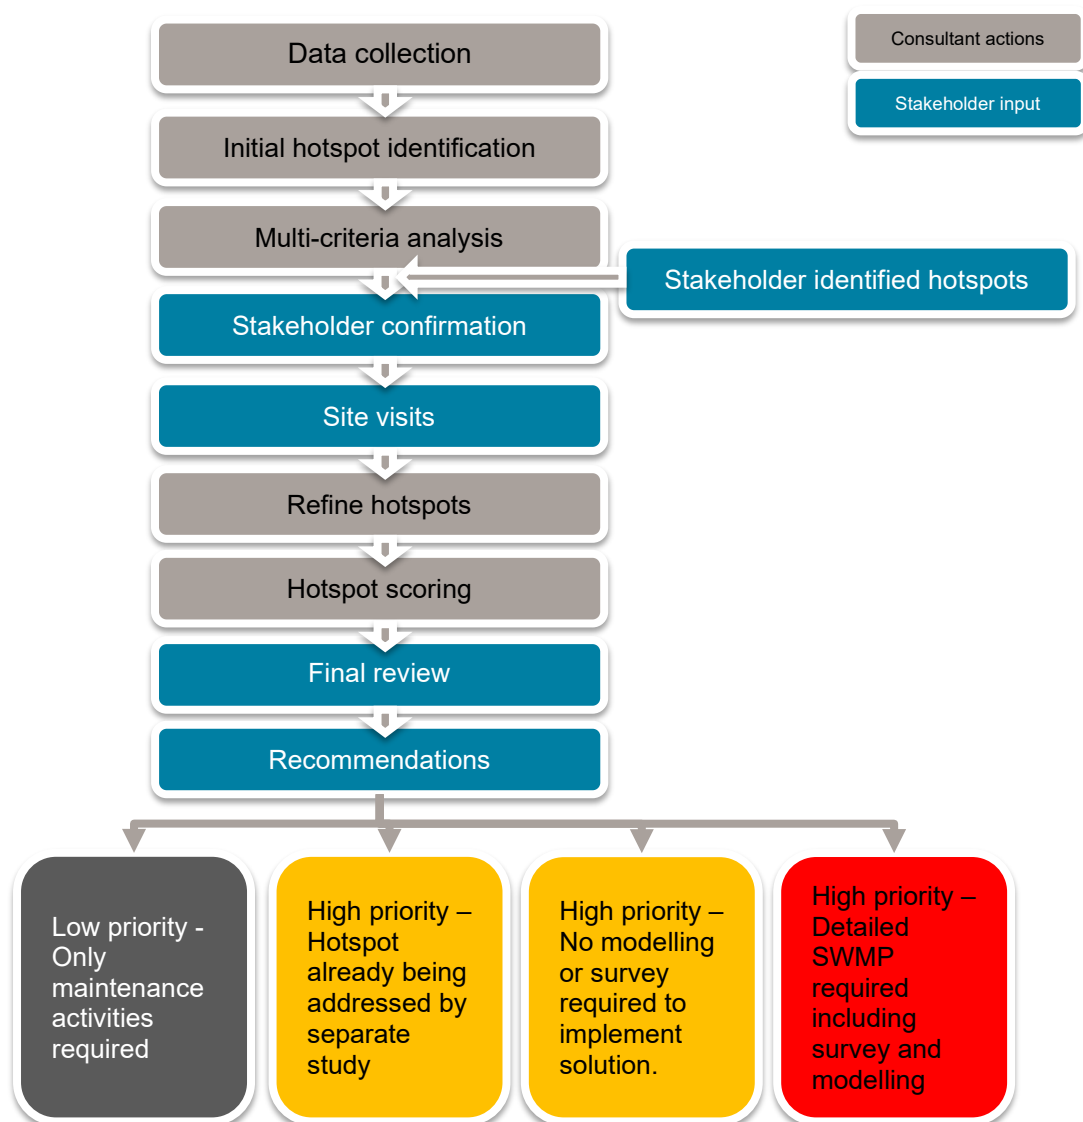 Data collection
Consultant actions
Stakeholder input
Initial hotspot identification
Multi-criteria analysis
Stakeholder identified hotspots
Stakeholder confirmation
Site visits
Refine hotspots
Hotspot scoring
Final review
Recommendations
Low priority -
Only
maintenance
activities
required
High priority –
Hotspot
already being
addressed by
separate
study
High priority –
No modelling
or survey
required to
implement
solution.
High priority –
Detailed
SWMP
required
including
survey and
modelling